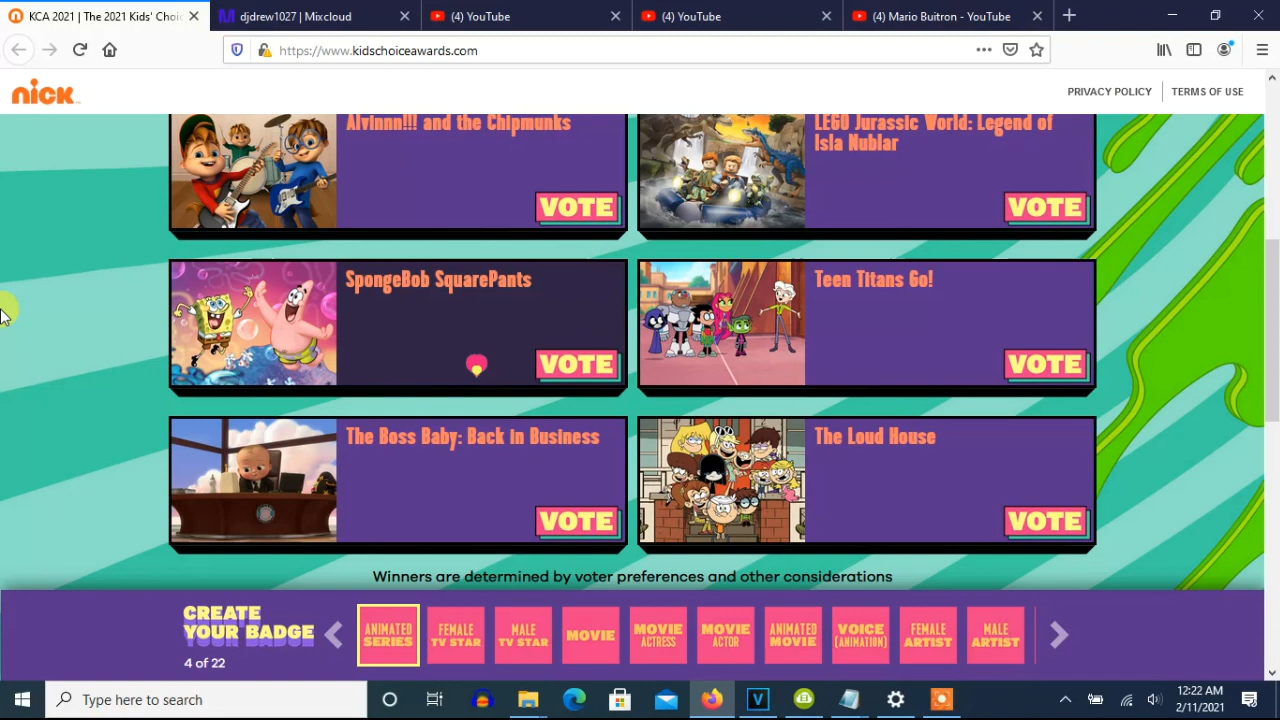 KCA 2021 | The 2021 Kids' Choi
djdrew1027 | Mixcloud
(4) YouTube
(4) YouTube
(4) Mario Buitron - YouTube
https://www.kidschoiceawards.com
nick
PRIVACY POLICY
TERMS OF USE
Alvinnn!!! and the Chipmunks
VOTE
LEGO Jurassic World: Legend of
Isla Nublar
VOTE
SpongeBob SquarePants
VOTE
Teen Titans Go!
VOTE
The Boss Baby: Back in Business
VOTE
The Loud House
VOTE
Winners are determined by voter preferences and other considerations
CREATE
YOUR BADGE
4 of 22
ANIMATED
SERIES
FEMALE
TV STAR
MALE
TV STAR
MOVIE
MOVIE
ACTRESS
MOVIE
ACTOR
ANIMATED
MOVIE
VOICE
(ANIMATION)
FEMALE
ARTIST
MALE
ARTIST
Type here to search
12:22 AM
2/11/2021